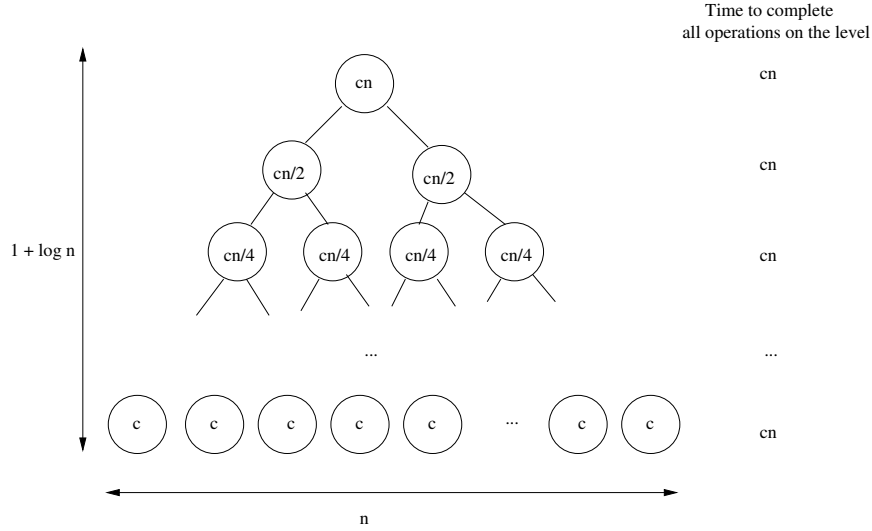 Time to complete
all operations on the level
cn
cn
cn/2
cn/2
cn
1 + log n
cn/4
cn/4
cn/4
cn/4
cn
...
...
c
c
c
c
c
...
c
c
cn
n